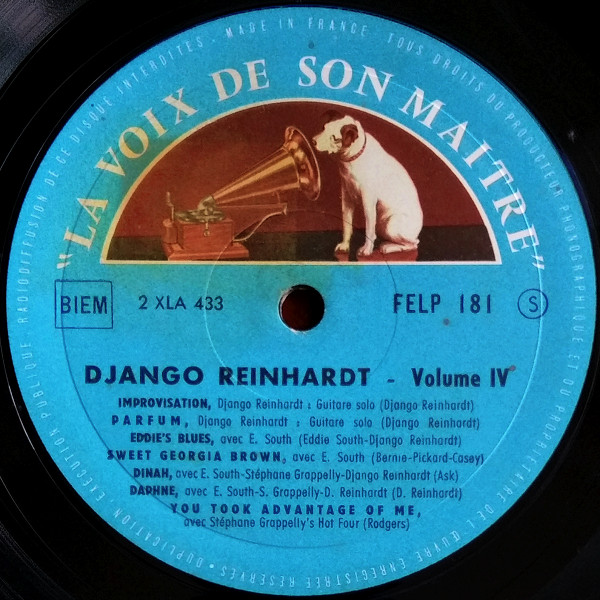 MADE IN FRANCE . TOUS DROITS DU PRODUCTEUR PHONOGRAPHIQUE ET DU PROPRIÉTAIRE DE L'ŒUVRE ENREGISTRÉE RÉSERVÉS - DUPLICATION EXÉCUTION PUBLIQUE RADIODIFFUSION DE CE DISQUE INTERDITES.
"LA VOIX DE SON MAITRE"
BIEM 2 XLA 433 FELP 181 S
DJANGO REINHARDT - Volume IV
IMPROVISATION, Django Reinhardt : Guitare solo (Django Reinhardt)
PARFUM, Django Reinhardt : Guitare solo (Django Reinhardt)
EDDIE'S BLUES, avec E. South (Eddie South-Django Reinhardt)
SWEET GEORGIA BROWN, avec E. South (Bernie-Pickard-Casey)
DINAH, avec E. South-Stéphane Grappelly-Django Reinhardt (Ask)
DAPHNE, avec E. South-S. Grappelly-D. Reinhardt (D. Reinhardt)
YOU TOOK ADVANTAGE OF ME,
avec Stéphane Grappelly's Hot Four (Rodgers)